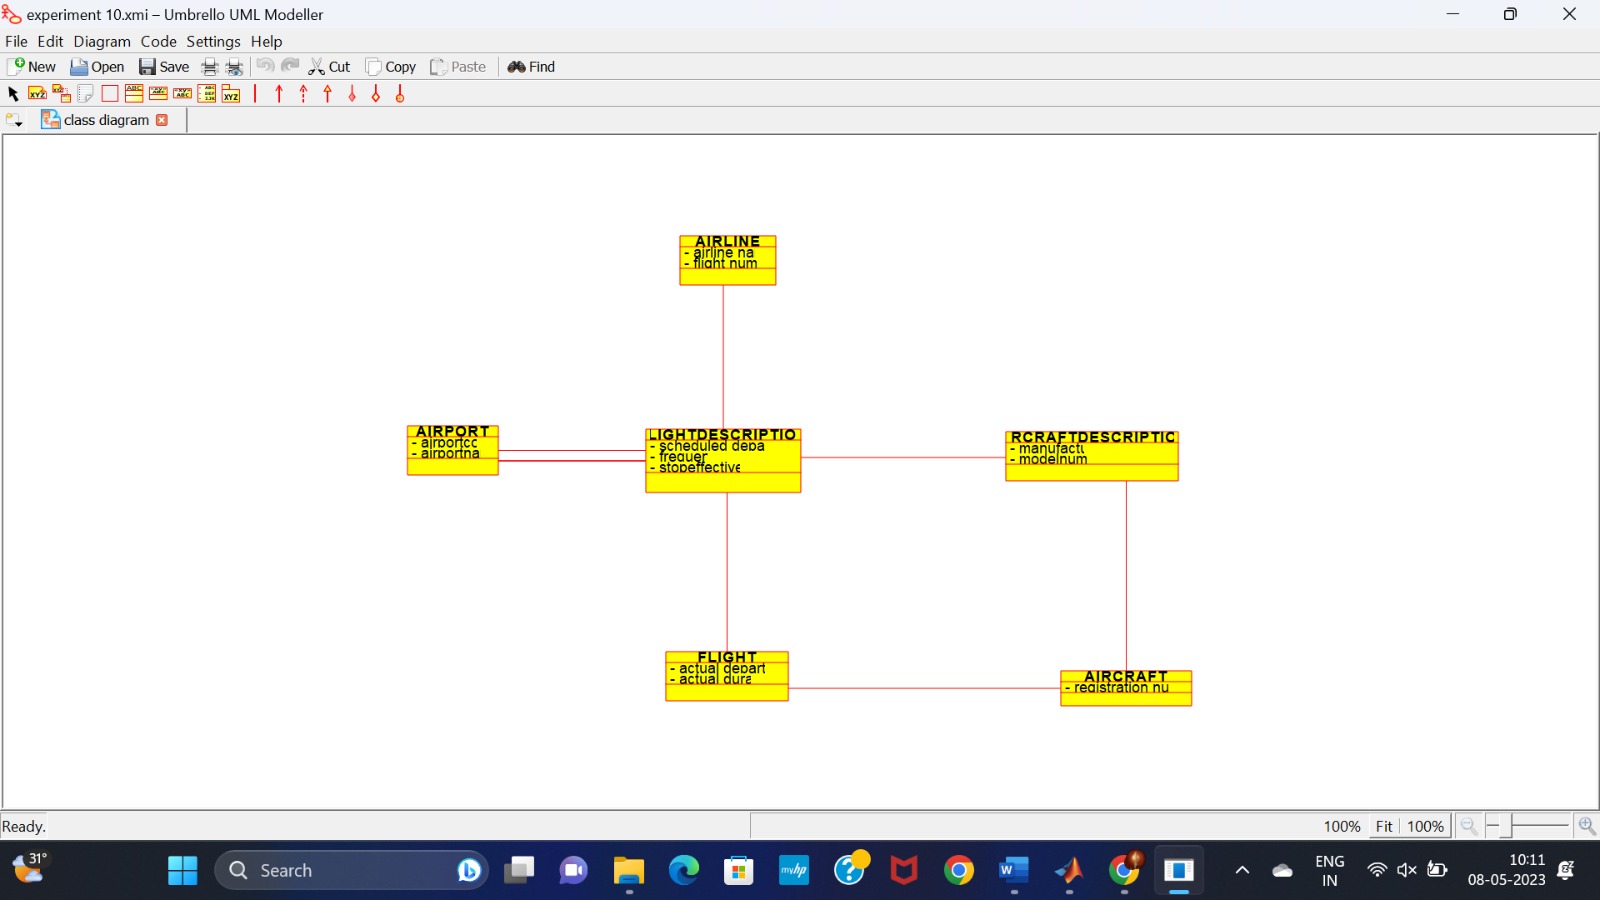 experiment 10.xmi – Umbrello UML Modeller
File Edit Diagram Code Settings Help
New Open Save Cut Copy Paste Find
class diagram
AIRLINE
- airline na
- flight num
AIRPORT
- airportcc
- airportna
LIGHTDESCRIPTIO
- scheduled depa
- frequer
- stopeffective
RCRAFTDESCRIPTIC
- manufactu
- modelnum
FLIGHT
- actual depart
- actual dura
AIRCRAFT
- registration nu
Ready.
100% Fit 100%
31°
Search
myhp
ENG
IN
10:11
08-05-2023